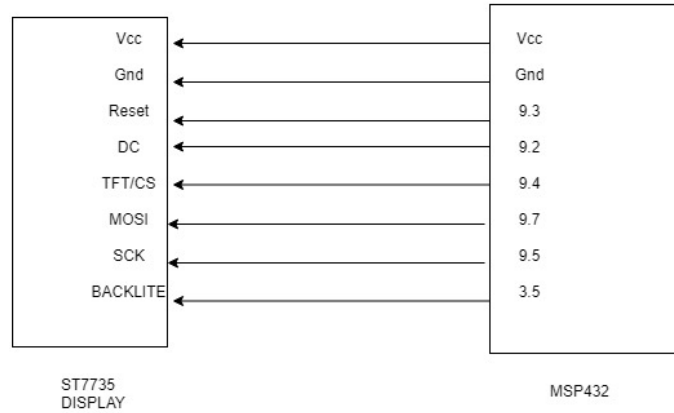 Vcc Vcc
Gnd Gnd
Reset 9.3
DC 9.2
TFT/CS 9.4
MOSI 9.7
SCK 9.5
BACKLITE 3.5
ST7735
DISPLAY
MSP432